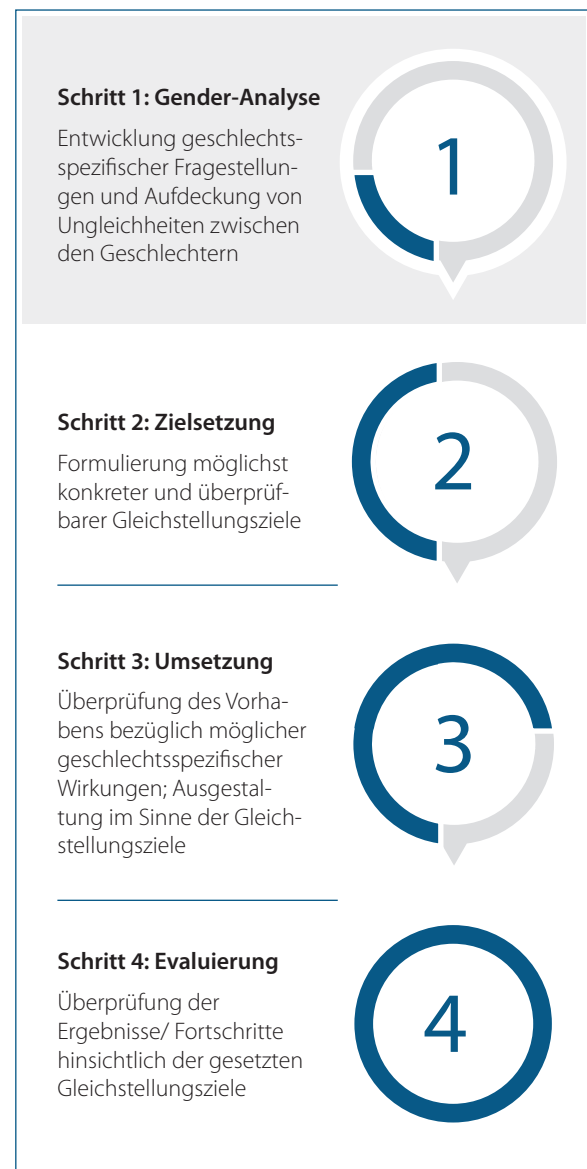 Schritt 1: Gender-Analyse
Entwicklung geschlechts-
spezifischer Fragestellun-
gen und Aufdeckung von
Ungleichheiten zwischen
den Geschlechtern
1
Schritt 2: Zielsetzung
Formulierung möglichst
konkreter und überprüf-
barer Gleichstellungsziele
2
Schritt 3: Umsetzung
Überprüfung des Vorha-
bens bezüglich möglicher
geschlechtsspezifischer
Wirkungen; Ausgestal-
tung im Sinne der Gleich-
stellungsziele
3
Schritt 4: Evaluierung
Überprüfung der
Ergebnisse/ Fortschritte
hinsichtlich der gesetzten
Gleichstellungsziele
4